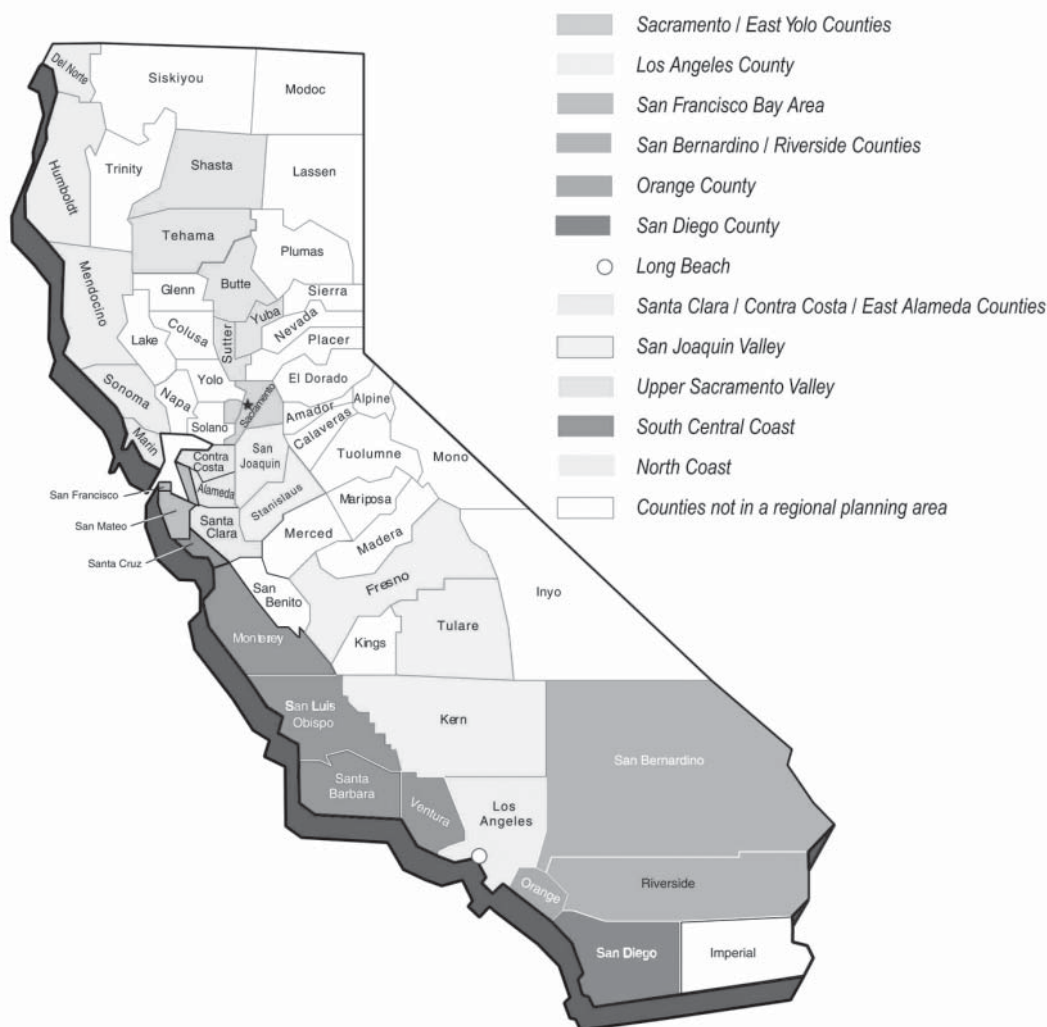 Sacramento / East Yolo Counties
Los Angeles County
San Francisco Bay Area
San Bernardino / Riverside Counties
Orange County
San Diego County
Long Beach
Santa Clara / Contra Costa / East Alameda Counties
San Joaquin Valley
Upper Sacramento Valley
South Central Coast
North Coast
Counties not in a regional planning area
Del Norte
Siskiyou
Modoc
Humboldt
Trinity
Shasta
Lassen
Tehama
Plumas
Mendocino
Glenn
Butte
Sierra
Yuba
Nevada
Colusa
Lake
Sutter
Placer
Yolo
El Dorado
Sonoma
Napa
Sacramento
Amador
Alpine
Solano
Calaveras
Marin
Contra
Costa
San
Joaquin
Tuolumne
Mono
Alameda
San Francisco
Stanislaus
Mariposa
San Mateo
Santa
Clara
Merced
Madera
Santa Cruz
Fresno
San
Benito
Inyo
Tulare
Monterey
Kings
San Luis
Obispo
Kern
San Bernardino
Santa
Barbara
Ventura
Los
Angeles
Orange
Riverside
San Diego
Imperial